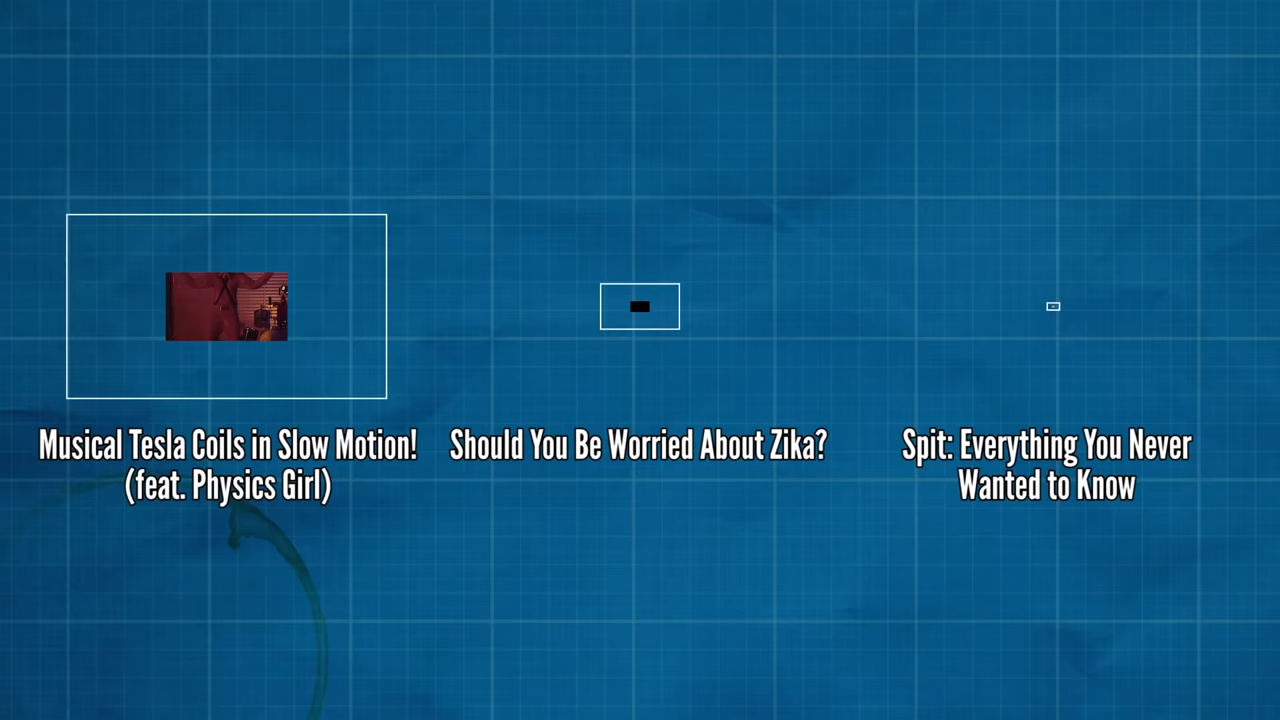 Musical Tesla Coils in Slow Motion!
(feat. Physics Girl)
Should You Be Worried About Zika?
Spit: Everything You Never
Wanted to Know